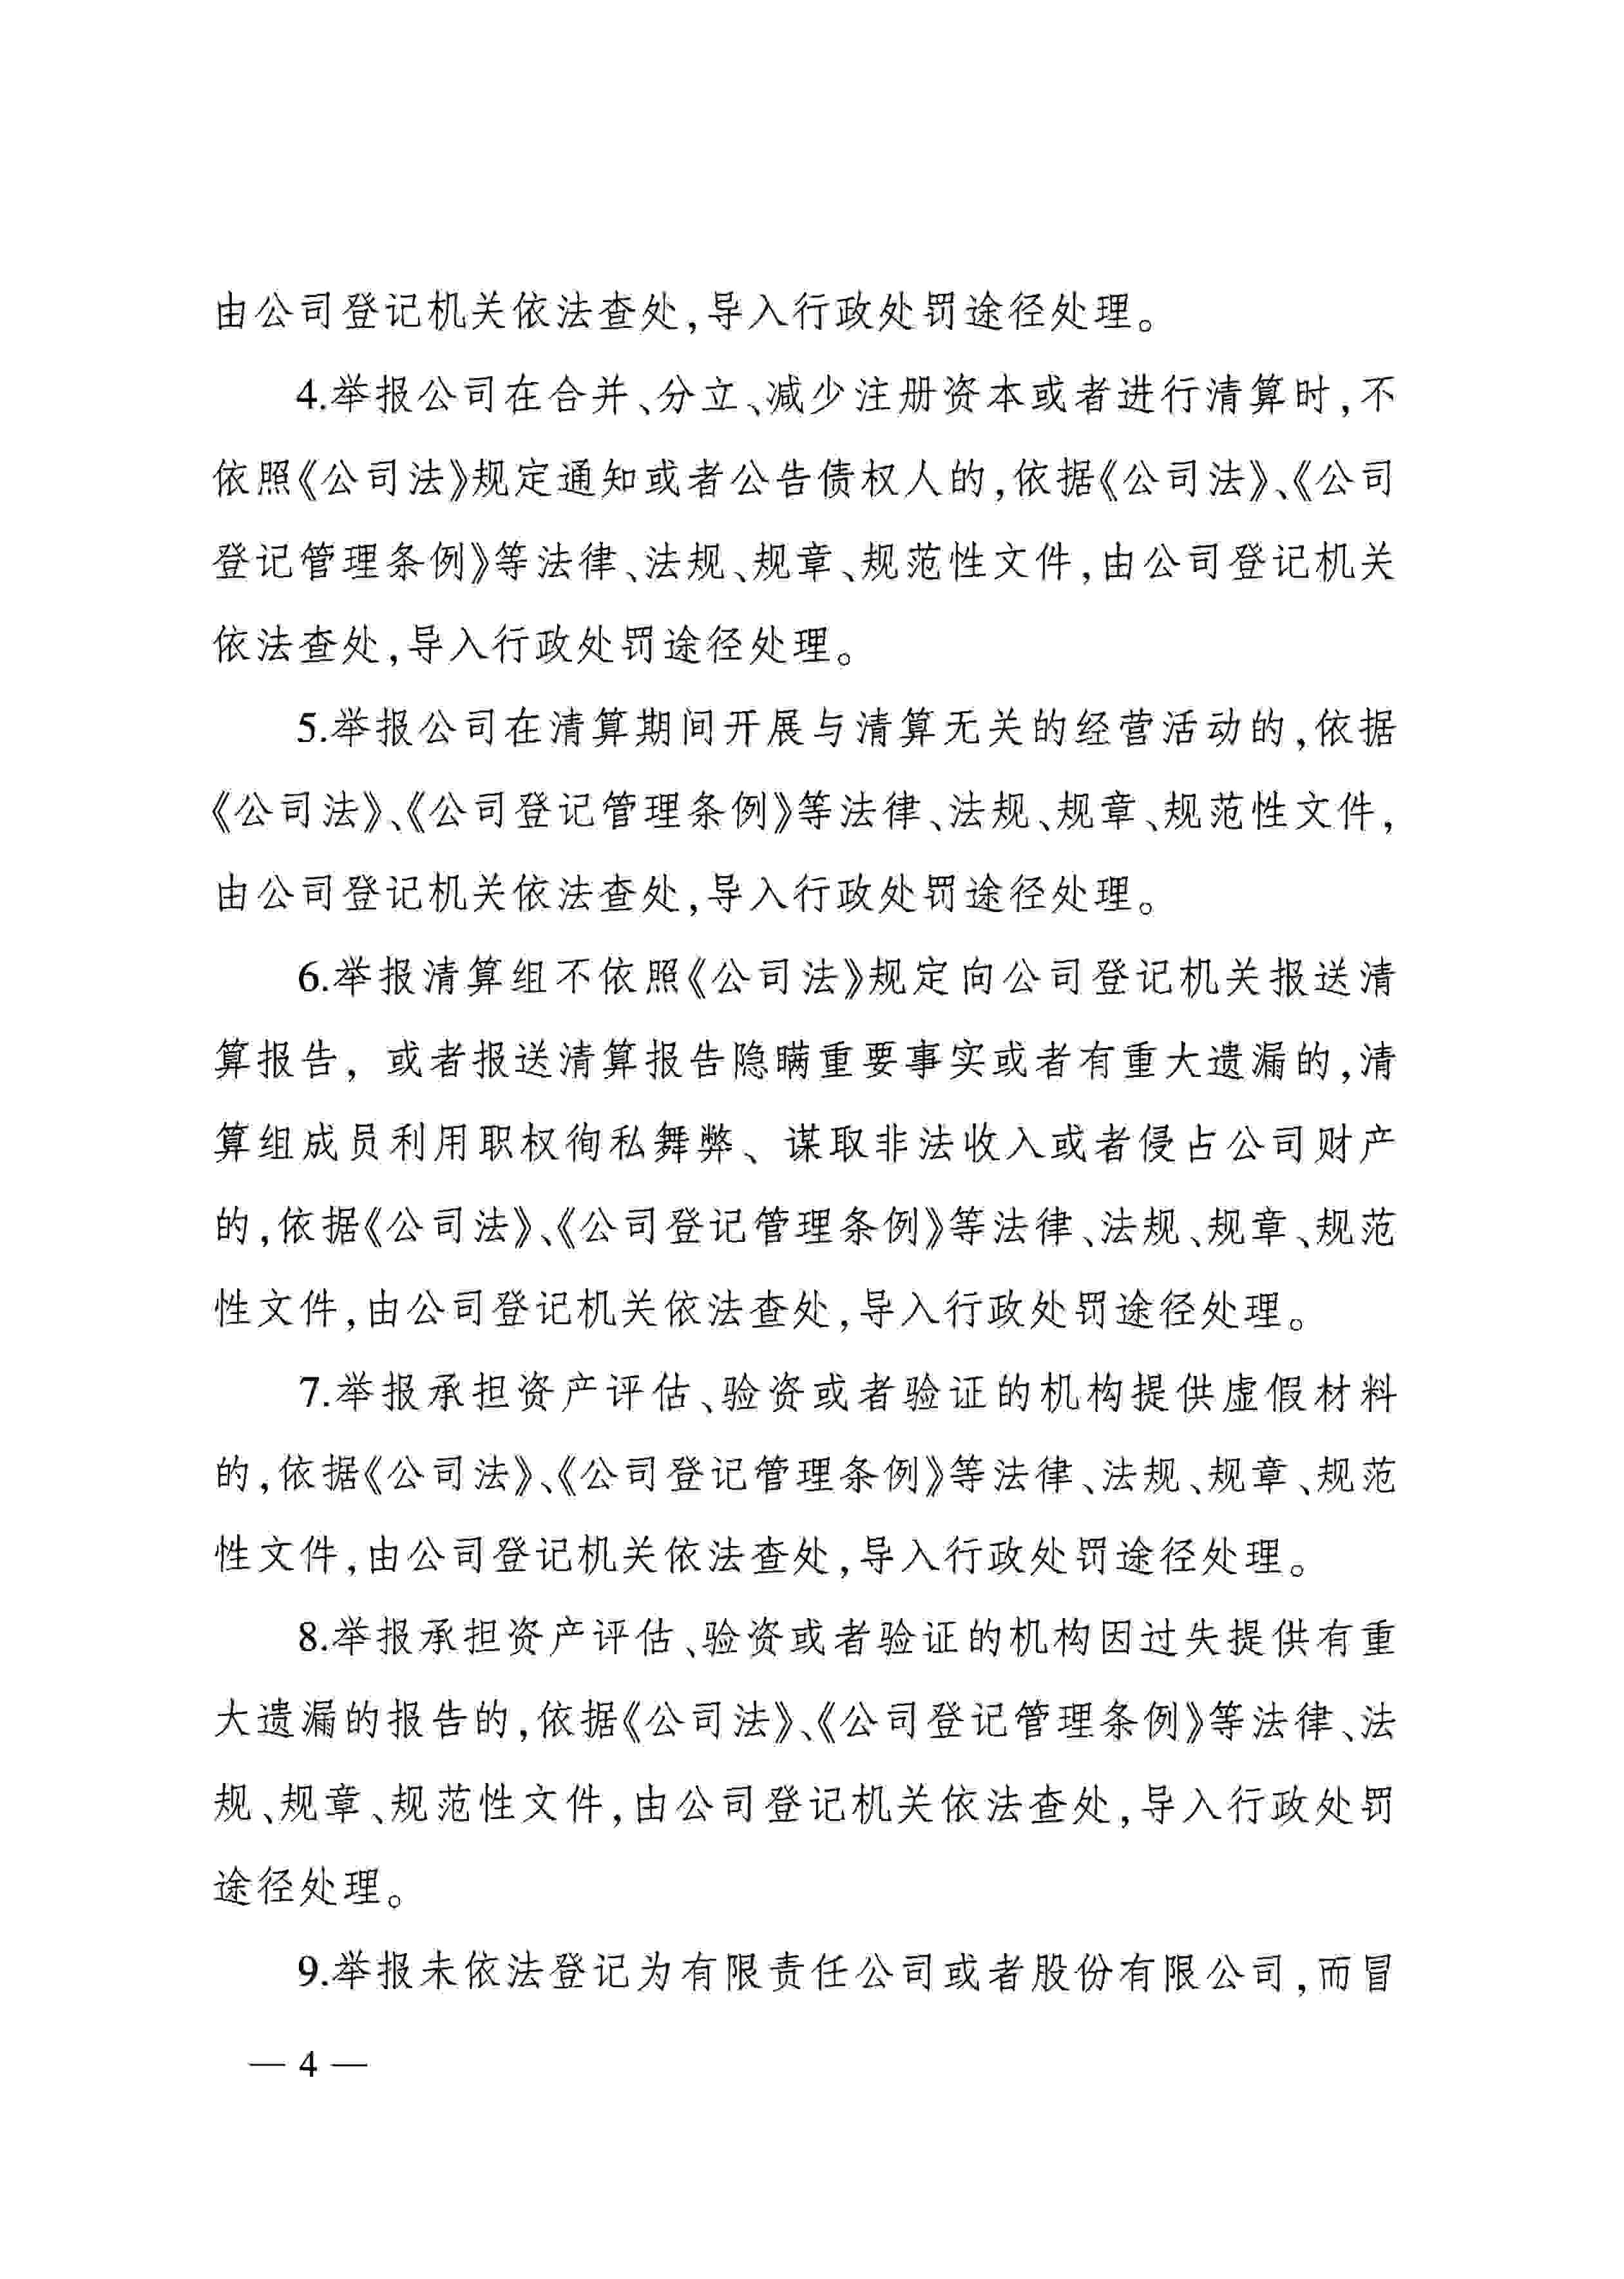 由公司登记机关依法查处,导入行政处罚途径处理。
4.举报公司在合并、分立、减少注册资本或者进行清算时,不
依照《公司法》规定通知或者公告债权人的,依据《公司法》、《公司
登记管理条例》等法律、法规、规章、规范性文件,由公司登记机关
依法查处,导入行政处罚途径处理。
5.举报公司在清算期间开展与清算无关的经营活动的,依据
《公司法》、《公司登记管理条例》等法律、法规、规章、规范性文件,
由公司登记机关依法查处,导入行政处罚途径处理。
6.举报清算组不依照《公司法》规定向公司登记机关报送清
算报告，或者报送清算报告隐瞒重要事实或者有重大遗漏的,清
算组成员利用职权徇私舞弊、谋取非法收入或者侵占公司财产
的,依据《公司法》、《公司登记管理条例》等法律、法规、规章、规范
性文件,由公司登记机关依法查处,导入行政处罚途径处理。
7.举报承担资产评估、验资或者验证的机构提供虚假材料
的,依据《公司法》、《公司登记管理条例》等法律、法规、规章、规范
性文件,由公司登记机关依法查处,导入行政处罚途径处理。
8.举报承担资产评估、验资或者验证的机构因过失提供有重
大遗漏的报告的,依据《公司法》、《公司登记管理条例》等法律、法
规、规章、规范性文件,由公司登记机关依法查处,导入行政处罚
途径处理。
9.举报未依法登记为有限责任公司或者股份有限公司,而冒
— 4 —